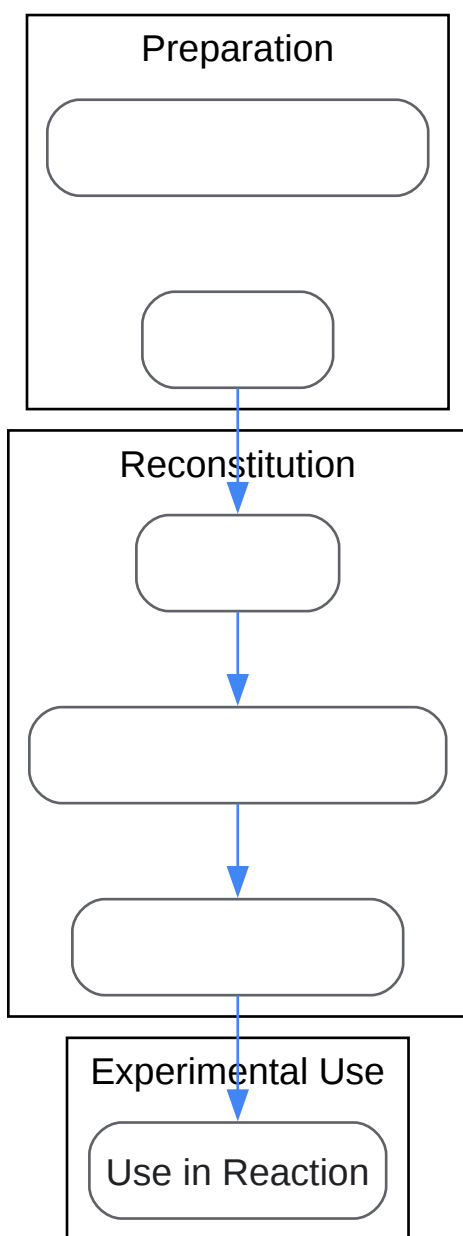 Preparation
Reconstitution
Experimental Use
Use in Reaction